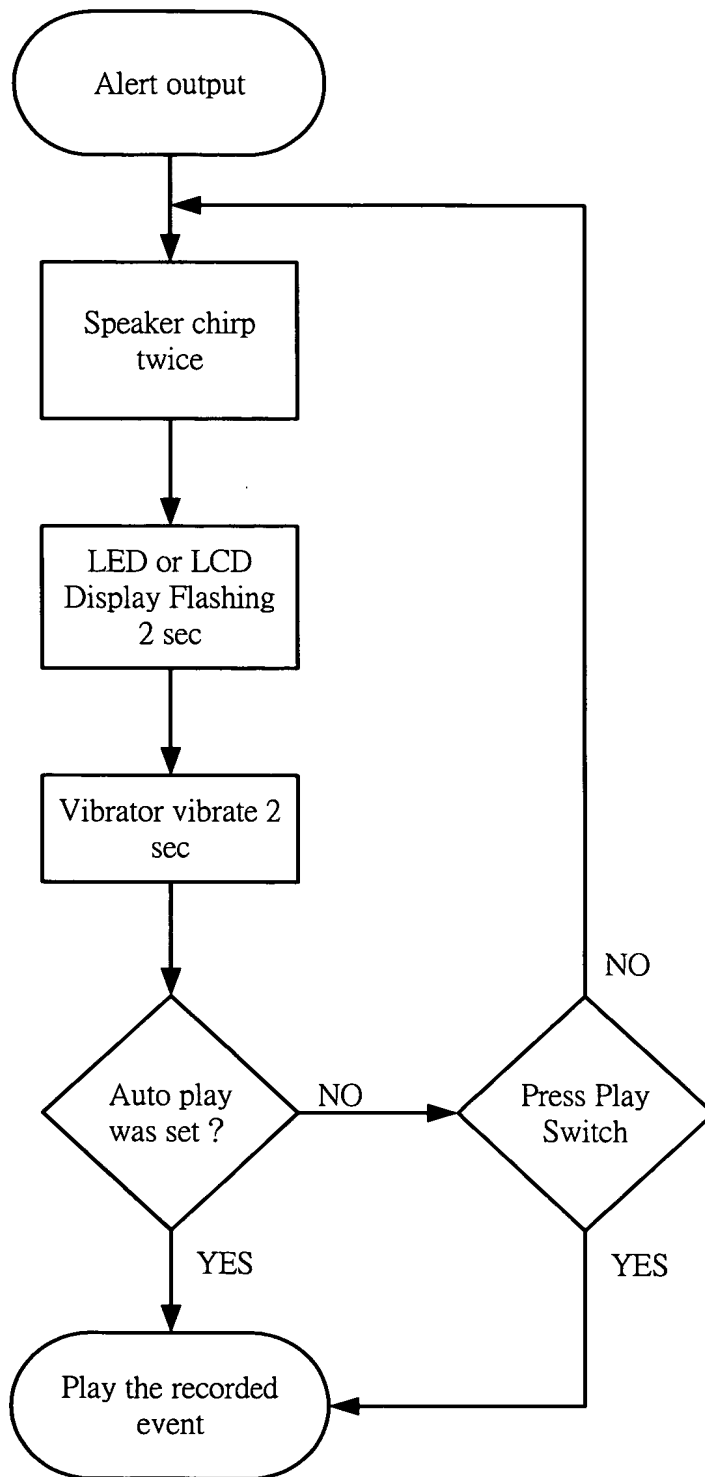 Alert output
Speaker chirp
twice
LED or LCD
Display Flashing
2 sec
Vibrator vibrate 2
sec
NO
Auto play
was set ?
NO
Press Play
Switch
YES
YES
Play the recorded
event